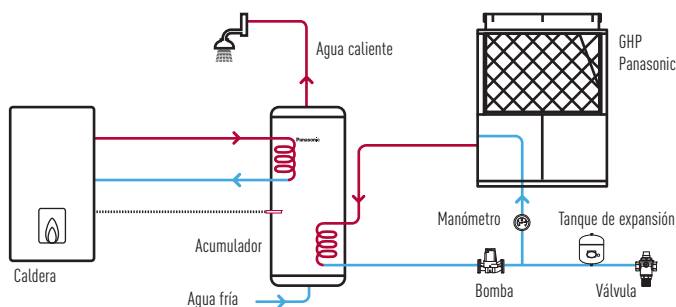 Agua caliente
GHP
Panasonic
Panasonic
Manómetro
Tanque de expansión
Acumulador
Caldera
Bomba
Válvula
Agua fría